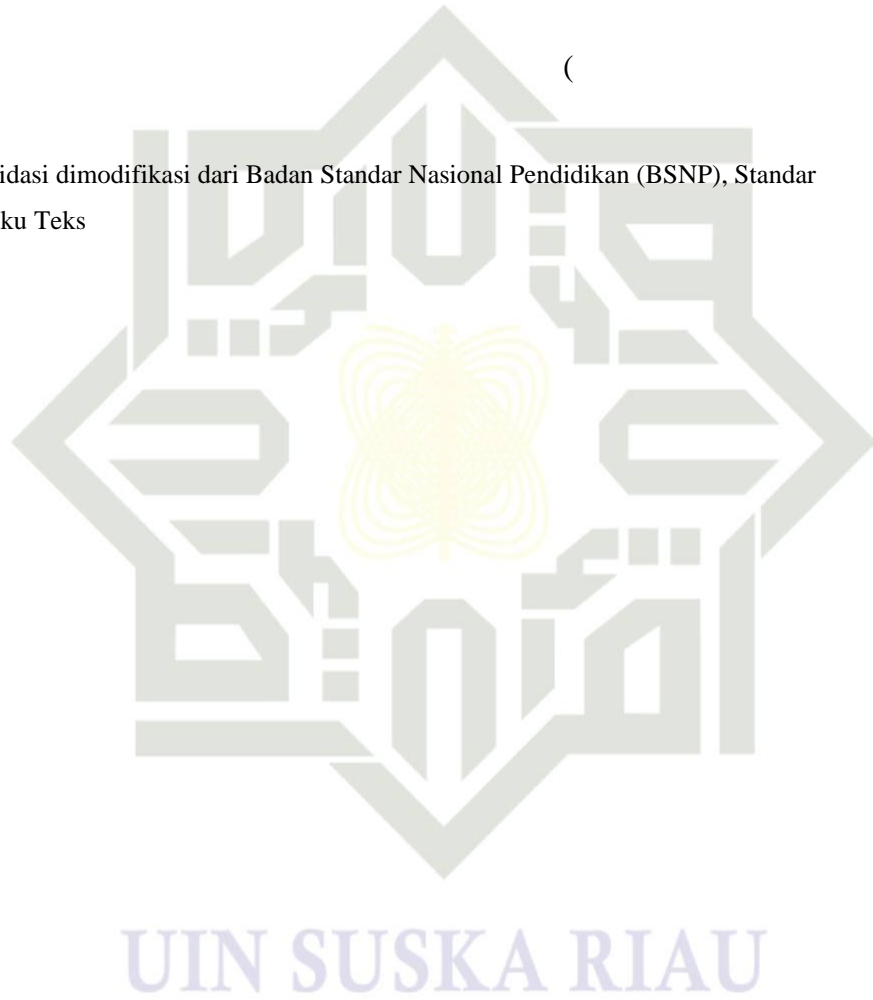 (
idasi dimodifikasi dari Badan Standar Nasional Pendidikan (BSNP), Standar
ku Teks
UIN SUSKA RIAU